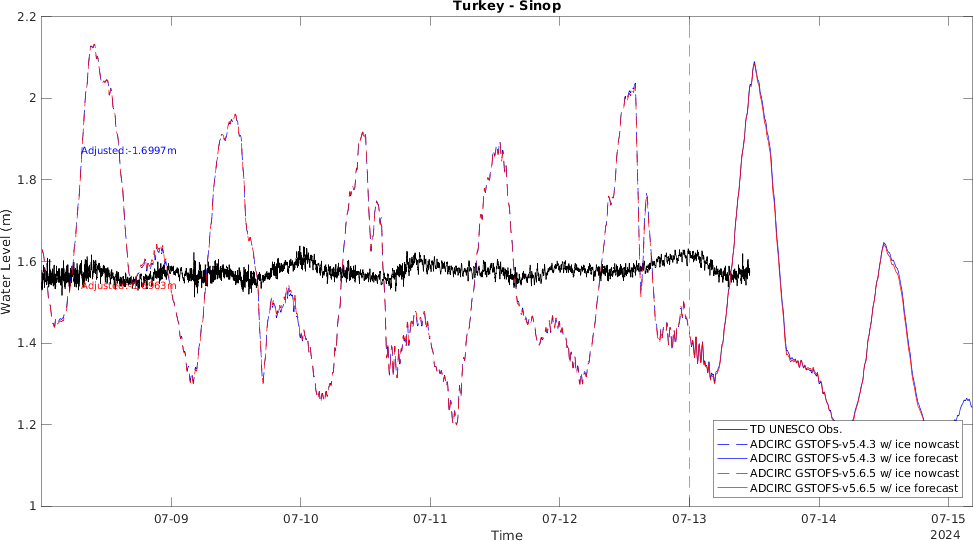 Turkey - Sinop
2.2
2
1.8
1.6
1.4
1.2
1
Water Level (m)
Adjusted:-1.6997m
07-09
07-10
07-11
07-12
07-13
07-14
07-15
2024
Time
TD UNESCO Obs.
ADCIRC GSTOFS-v5.4.3 w/ ice nowcast
ADCIRC GSTOFS-v5.4.3 w/ ice forecast
ADCIRC GSTOFS-v5.6.5 w/ ice nowcast
ADCIRC GSTOFS-v5.6.5 w/ ice forecast